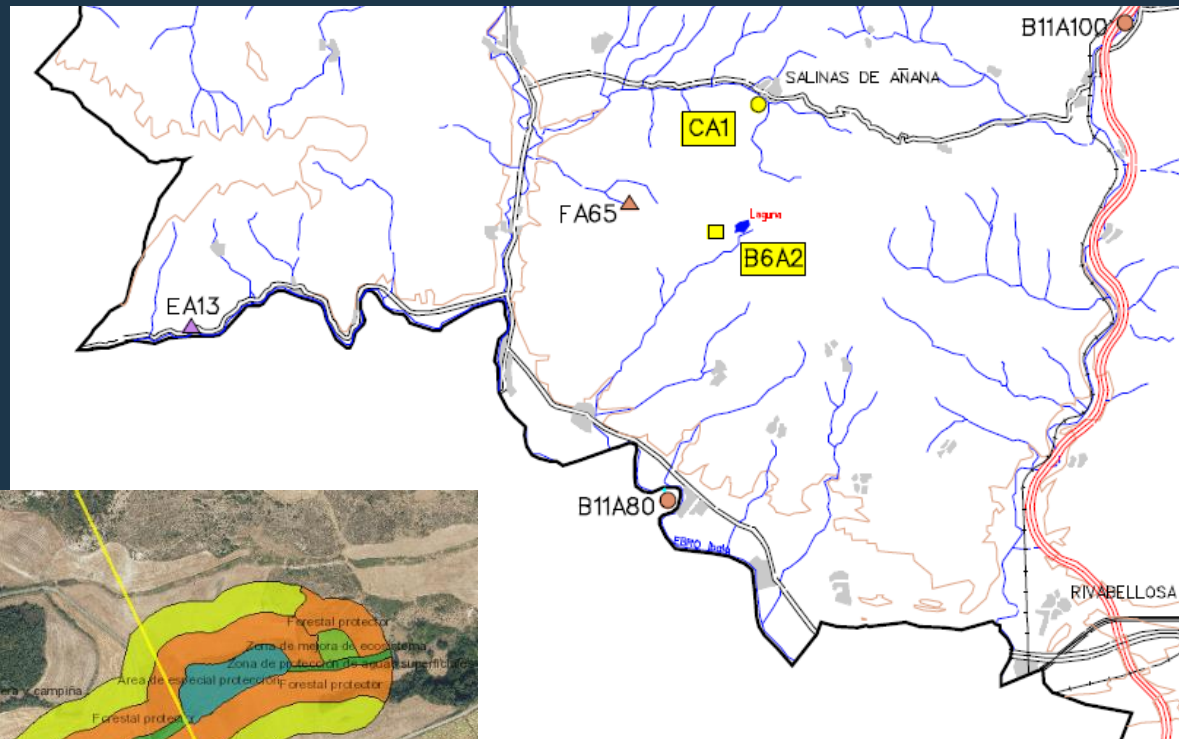 B11A100
SALINAS DE AÑANA
CA1
FA65
Laguna
B6A2
EA13
B11A80
EBRO
RIVABELLOSA
Forestal protector
Zona de mejora de ecosistema
Zona de protección de aguas superficiales
Área de especial protección
Forestal protector
y campiña
Forestal protector